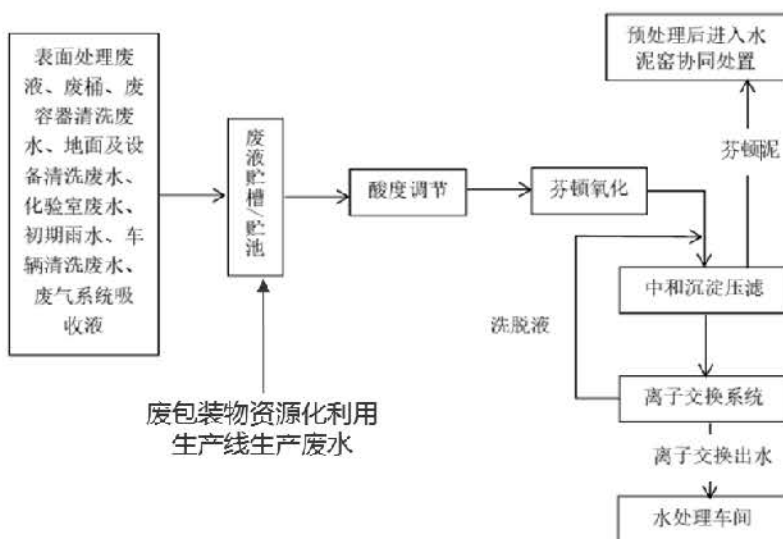 表面处理废
液、废桶、废
容器清洗废
水、地面及设
备清洗废水、
化验室废水、
初期雨水、车
辆清洗废水、
废气系统吸
收液
废
液
贮
槽/
贮
池
废包装物资源化利用
生产线生产废水
酸度调节
芬顿氧化
预处理后进入水
泥窑协同处置
芬顿泥
中和沉淀压滤
洗脱液
离子交换系统
离子交换出水
水处理车间